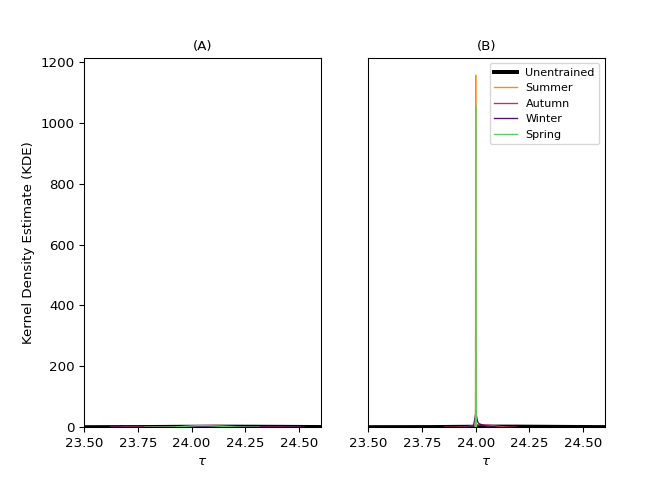 (A)
(B)
Kernel Density Estimate (KDE)
1200
1000
800
600
400
200
0
23.50 23.75 24.00 24.25 24.50
τ
Unentrained
Summer
Autumn
Winter
Spring
23.50 23.75 24.00 24.25 24.50
τ